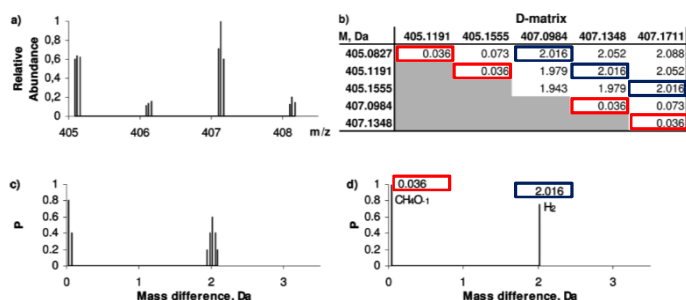 a)
Relative
Abundance
1
0.8
0.6
0.4
0.2
0
405
406
407
408
m/z
b)
D-matrix
M, Da 405.1191 405.1555 407.0984 407.1348 407.1711
405.0827 0.036 0.073 2.016 2.052 2.088
405.1191 0.036 1.979 2.016 2.052
405.1555 1.943 1.979 2.016
407.0984 0.036 0.073
407.1348 0.036
c)
P
1
0.8
0.6
0.4
0.2
0
0 1 2 3
Mass difference, Da
d)
P
1
0.8
0.6
0.4
0.2
0
0.036
CH4O-1
2.016
H2
1 2 3
Mass difference, Da